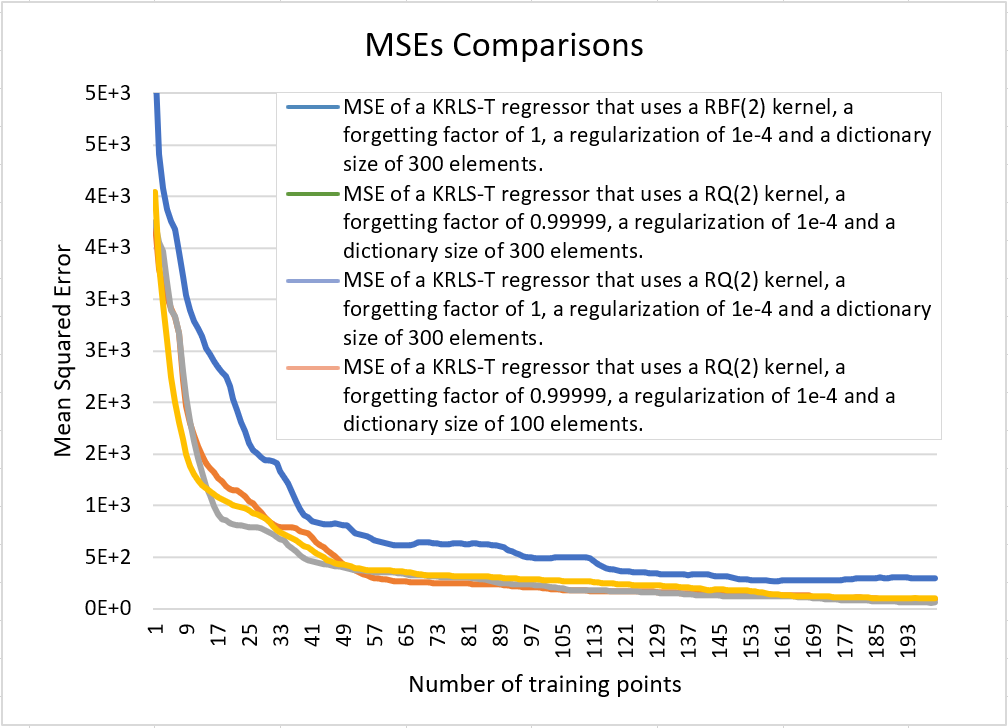 MSEs Comparisons
5E+3
5E+3
4E+3
4E+3
3E+3
3E+3
2E+3
2E+3
1E+3
5E+2
0E+0
Mean Squared Error
MSE of a KRLS-T regressor that uses a RBF(2) kernel, a
forgetting factor of 1, a regularization of 1e-4 and a dictionary
size of 300 elements.
MSE of a KRLS-T regressor that uses a RQ(2) kernel, a
forgetting factor of 0.99999, a regularization of 1e-4 and a
dictionary size of 300 elements.
MSE of a KRLS-T regressor that uses a RQ(2) kernel, a
forgetting factor of 1, a regularization of 1e-4 and a dictionary
size of 300 elements.
MSE of a KRLS-T regressor that uses a RQ(2) kernel, a
forgetting factor of 0.99999, a regularization of 1e-4 and a
dictionary size of 100 elements.
1 9 17 25 33 41 49 57 65 73 81 89 97 105 113 121 129 137 145 153 161 169 177 185 193
Number of training points